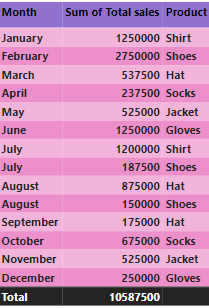 Month Sum of Total sales Product
January 1250000 Shirt
February 2750000 Shoes
March 537500 Hat
April 237500 Socks
May 525000 Jacket
June 1250000 Gloves
July 1200000 Shirt
July 187500 Shoes
August 875000 Hat
August 150000 Shoes
September 175000 Hat
October 675000 Socks
November 525000 Jacket
December 250000 Gloves
Total 10587500